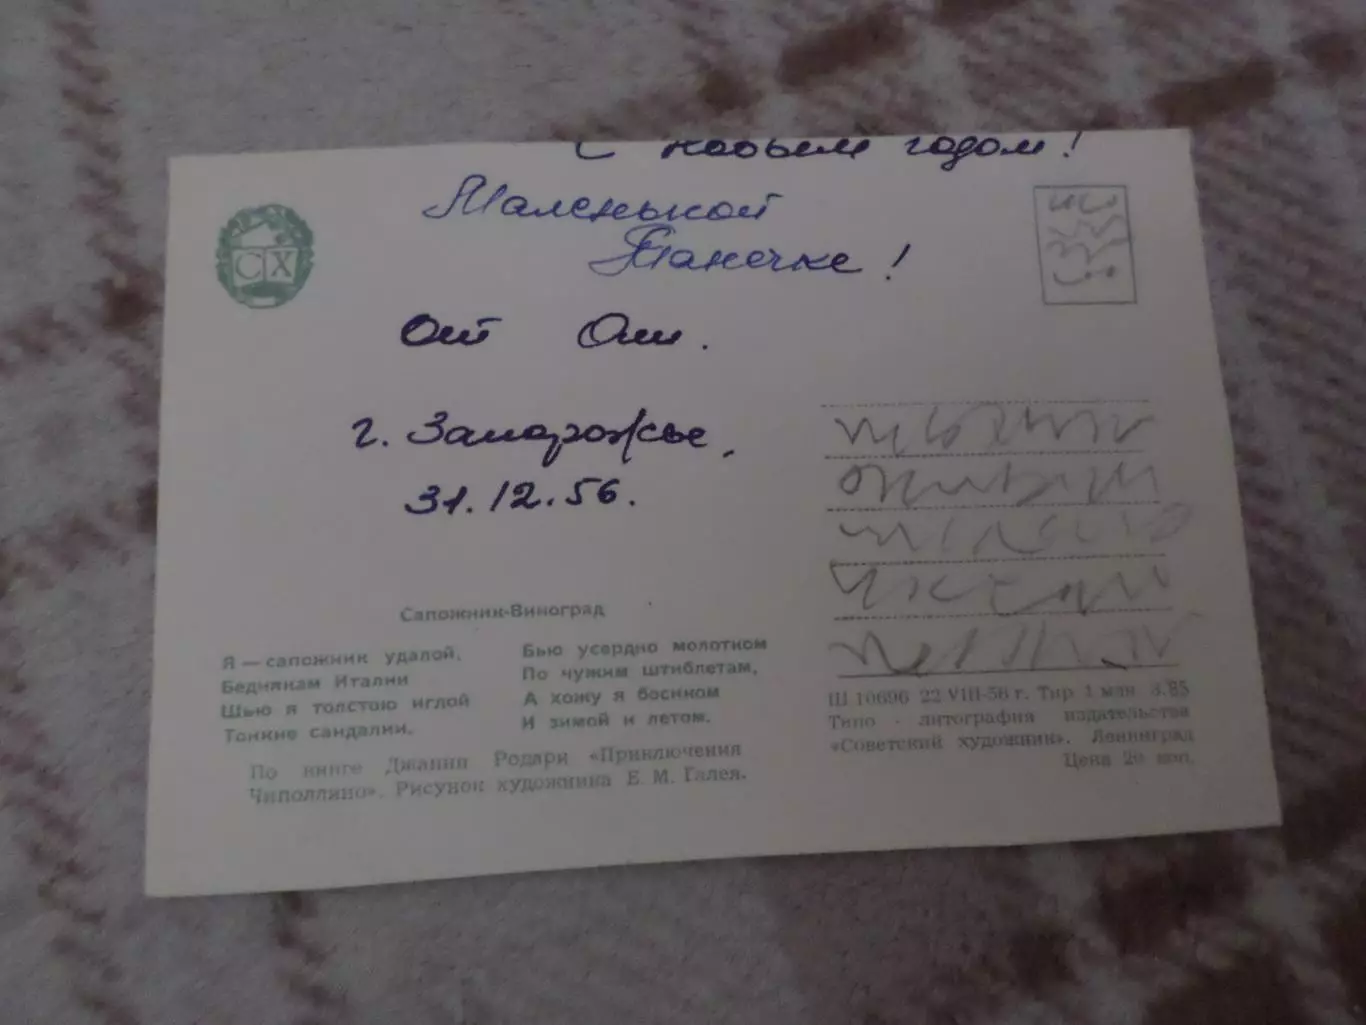 С новым годом!
Маленькой
Танечке!
От Оли.
г. Запорожье,
31.12.56.
СХ
Сапожник-Виноград
Я — сапожник удалой,
Беднякам Италии
Шью я толстою иглой
Тонкие сандалии.
Бью усердно молотком
По чужим штиблетам,
А хожу я босиком
И зимой и летом.
По книге Джанни Родари «Приключения
Чиполлино». Рисунок художника Е. М. Галея.
Ш 10696 22 VIII-56 г. Тир 1 млн 3.85
Типо - литография издательства
«Советский художник». Ленинград
Цена 20 коп.